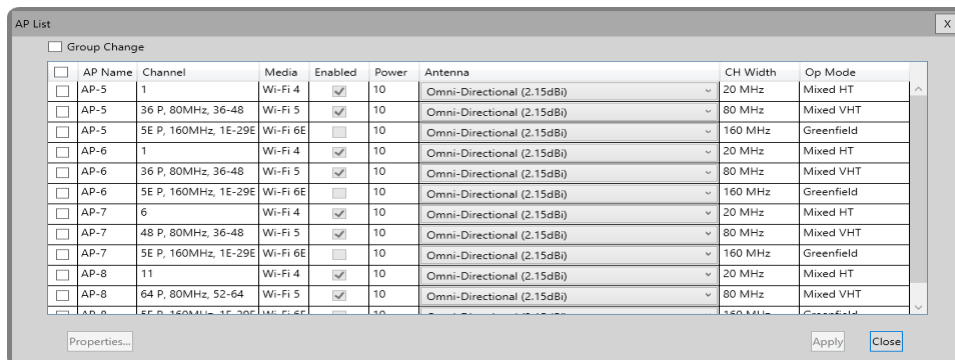 AP List X
Group Change
AP Name Channel Media Enabled Power Antenna CH Width Op Mode
AP-5 1 Wi-Fi 4 10 Omni-Directional (2.15dBi) 20 MHz Mixed HT
AP-5 36 P, 80MHz, 36-48 Wi-Fi 5 10 Omni-Directional (2.15dBi) 80 MHz Mixed VHT
AP-5 5E P, 160MHz, 1E-29E Wi-Fi 6E 10 Omni-Directional (2.15dBi) 160 MHz Greenfield
AP-6 1 Wi-Fi 4 10 Omni-Directional (2.15dBi) 20 MHz Mixed HT
AP-6 36 P, 80MHz, 36-48 Wi-Fi 5 10 Omni-Directional (2.15dBi) 80 MHz Mixed VHT
AP-6 5E P, 160MHz, 1E-29E Wi-Fi 6E 10 Omni-Directional (2.15dBi) 160 MHz Greenfield
AP-7 6 Wi-Fi 4 10 Omni-Directional (2.15dBi) 20 MHz Mixed HT
AP-7 48 P, 80MHz, 36-48 Wi-Fi 5 10 Omni-Directional (2.15dBi) 80 MHz Mixed VHT
AP-7 5E P, 160MHz, 1E-29E Wi-Fi 6E 10 Omni-Directional (2.15dBi) 160 MHz Greenfield
AP-8 11 Wi-Fi 4 10 Omni-Directional (2.15dBi) 20 MHz Mixed HT
AP-8 64 P, 80MHz, 52-64 Wi-Fi 5 10 Omni-Directional (2.15dBi) 80 MHz Mixed VHT
Properties... Apply Close